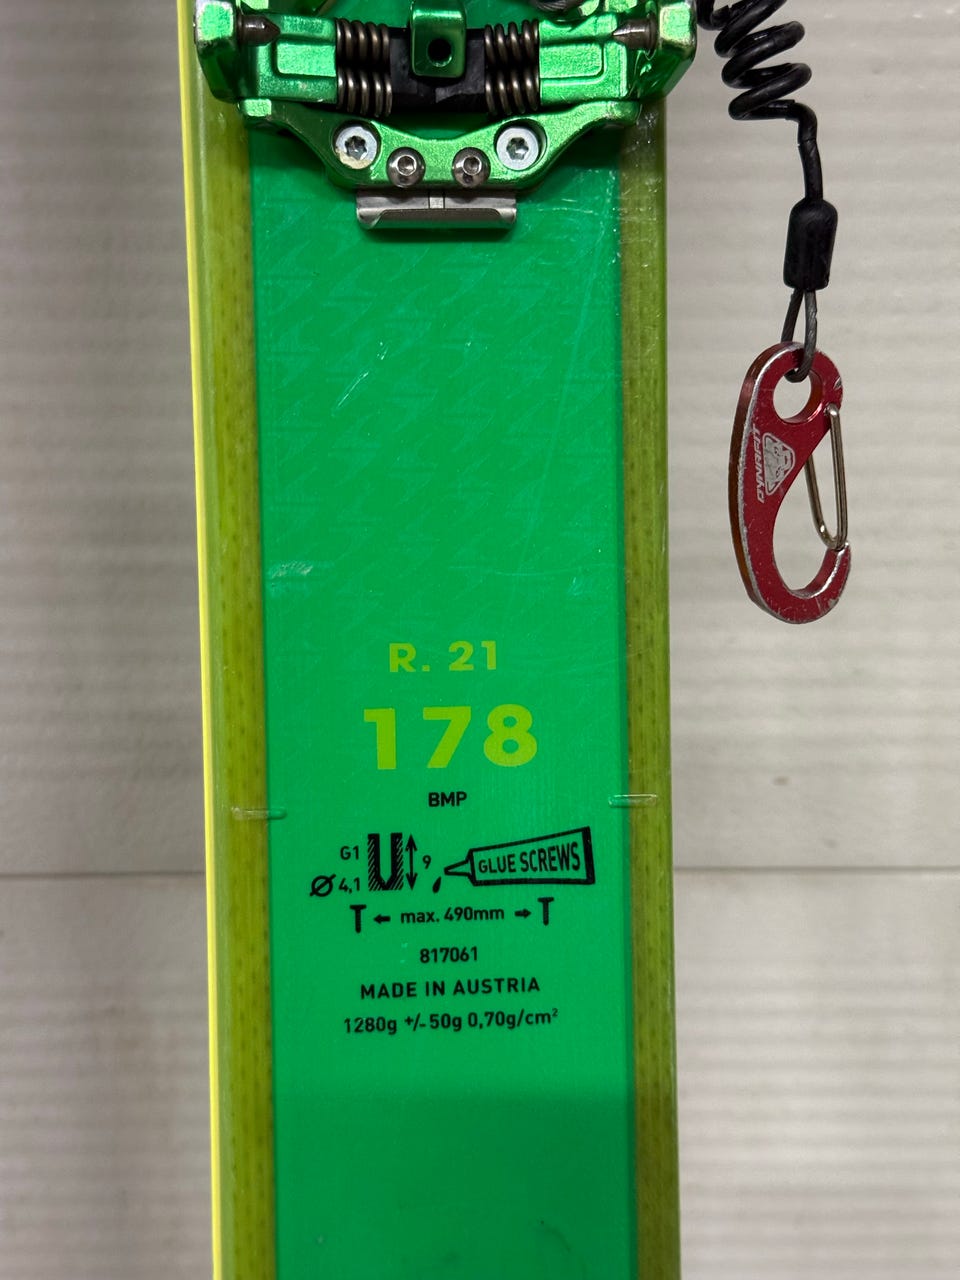 DYNAFIT
R. 21
178
BMP
G1 9 GLUE SCREWS
Ø 4,1
T ← max. 490mm → T
817061
MADE IN AUSTRIA
1280g +/- 50g 0,70g/cm²